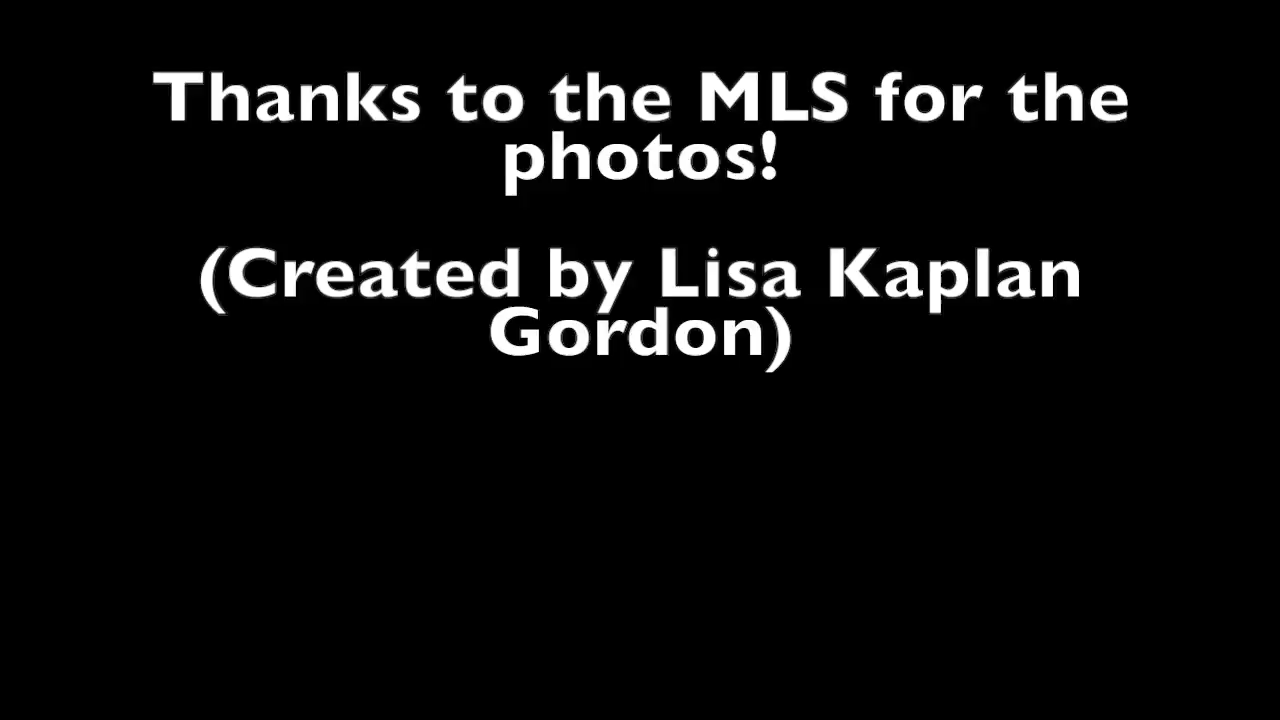 Thanks to the MLS for the
photos!
(Created by Lisa Kaplan
Gordon)